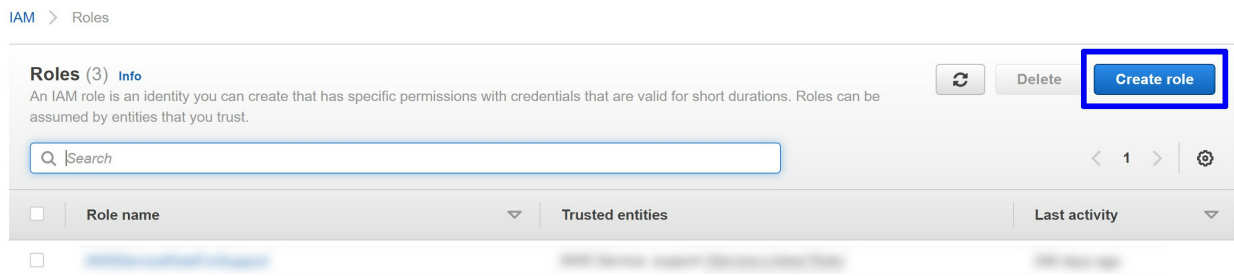 IAM > Roles
Roles (3) Info
Delete
Create role
An IAM role is an identity you can create that has specific permissions with credentials that are valid for short durations. Roles can be
assumed by entities that you trust.
Search
< 1 >
Role name
Trusted entities
Last activity